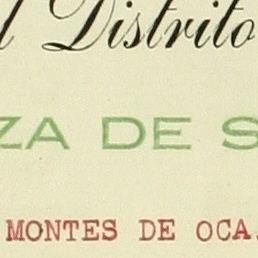 l Distrito
ZA DE S
MONTES DE OCA.